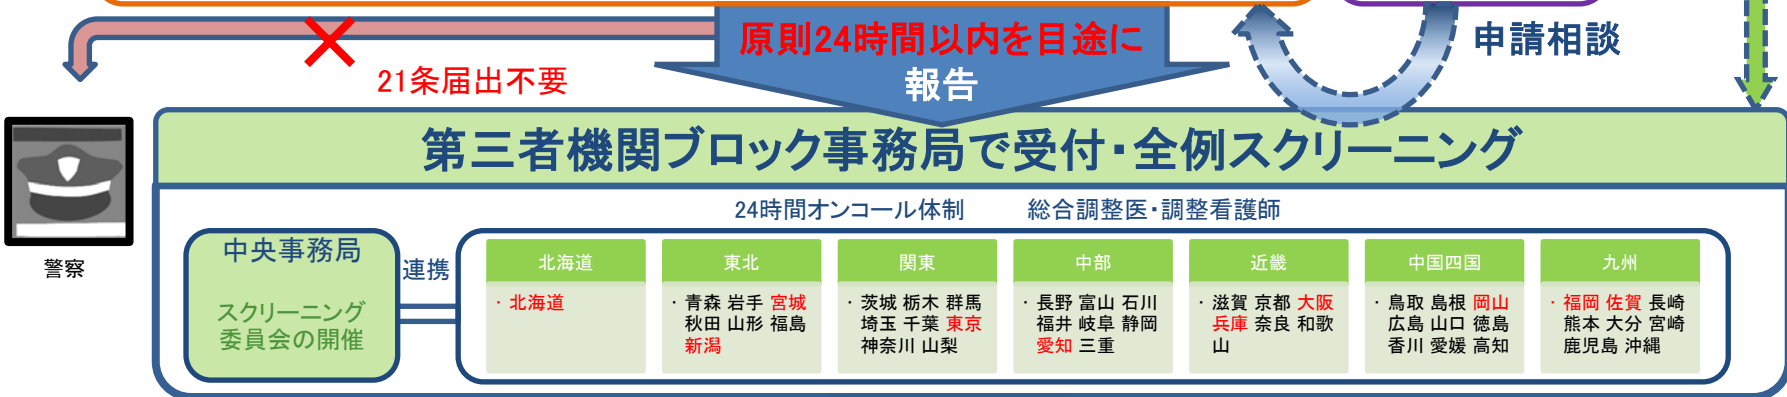 原則24時間以内を目途に
報告
申請相談
21条届出不要
第三者機関ブロック事務局で受付・全例スクリーニング
警察
24時間オンコール体制 総合調整医・調整看護師
中央事務局
スクリーニング
委員会の開催
連携
北海道
・北海道
東北
・青森 岩手 宮城
秋田 山形 福島
新潟
関東
・茨城 栃木 群馬
埼玉 千葉 東京
神奈川 山梨
中部
・長野 富山 石川
福井 岐阜 静岡
愛知 三重
近畿
・滋賀 京都 大阪
兵庫 奈良 和歌
山
中国四国
・鳥取 島根 岡山
広島 山口 徳島
香川 愛媛 高知
九州
・福岡 佐賀 長崎
熊本 大分 宮崎
鹿児島 沖縄